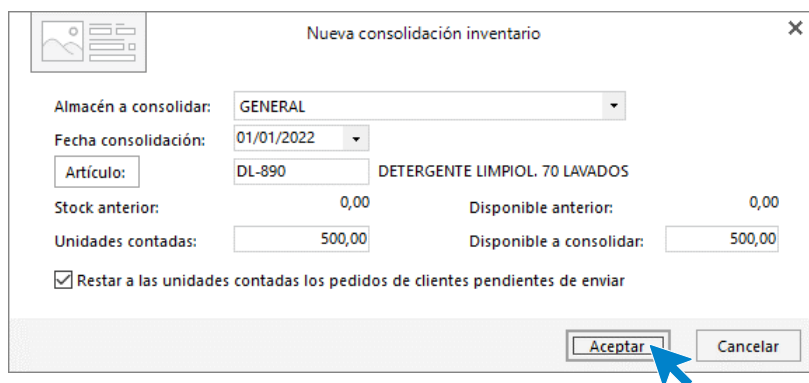 Nueva consolidación inventario
Almacén a consolidar: GENERAL
Fecha consolidación: 01/01/2022
Artículo: DL-890 DETERGENTE LIMPIOL. 70 LAVADOS
Stock anterior: 0,00 Disponible anterior: 0,00
Unidades contadas: 500,00 Disponible a consolidar: 500,00
Restar a las unidades contadas los pedidos de clientes pendientes de enviar
Aceptar Cancelar